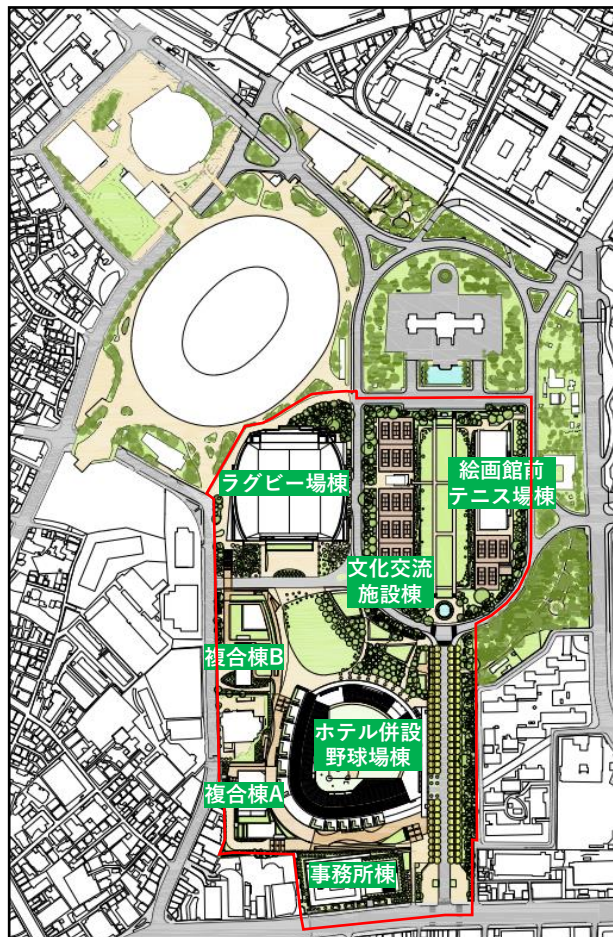 ラグビー場棟
絵画館前
テニス場棟
文化交流
施設棟
複合棟B
ホテル併設
野球場棟
複合棟A
事務所棟